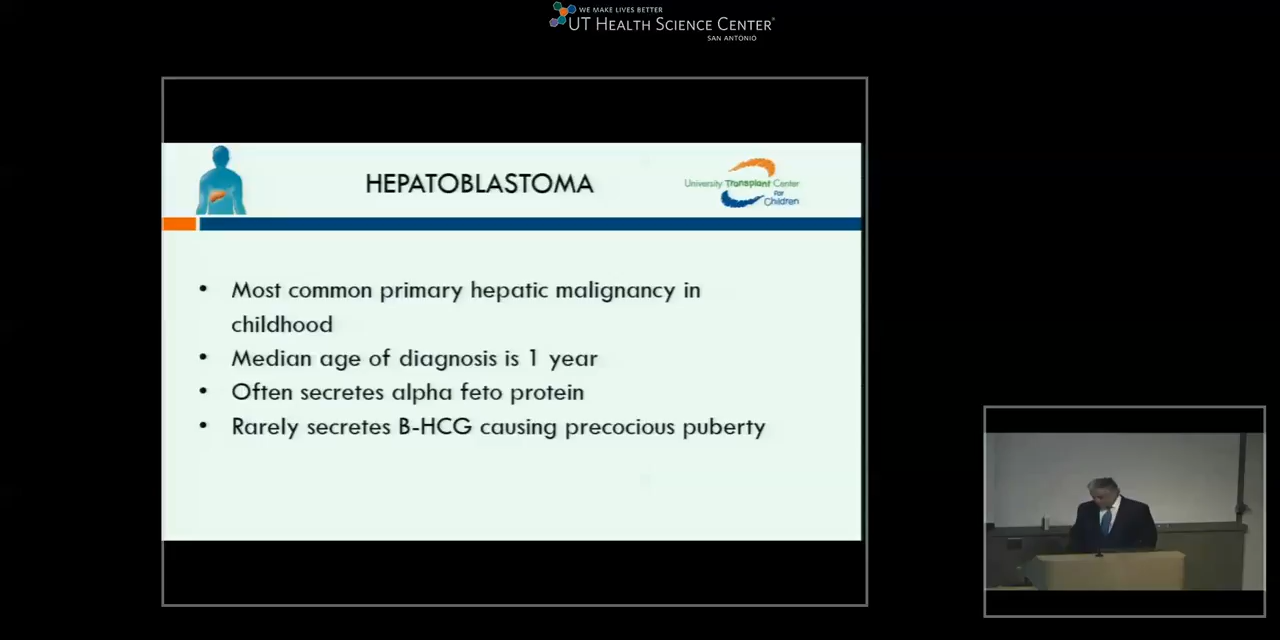 WE MAKE LIVES BETTER
UT HEALTH SCIENCE CENTER®
SAN ANTONIO
HEPATOBLASTOMA
University Transplant Center
For
Children
• Most common primary hepatic malignancy in
childhood
• Median age of diagnosis is 1 year
• Often secretes alpha feto protein
• Rarely secretes B-HCG causing precocious puberty